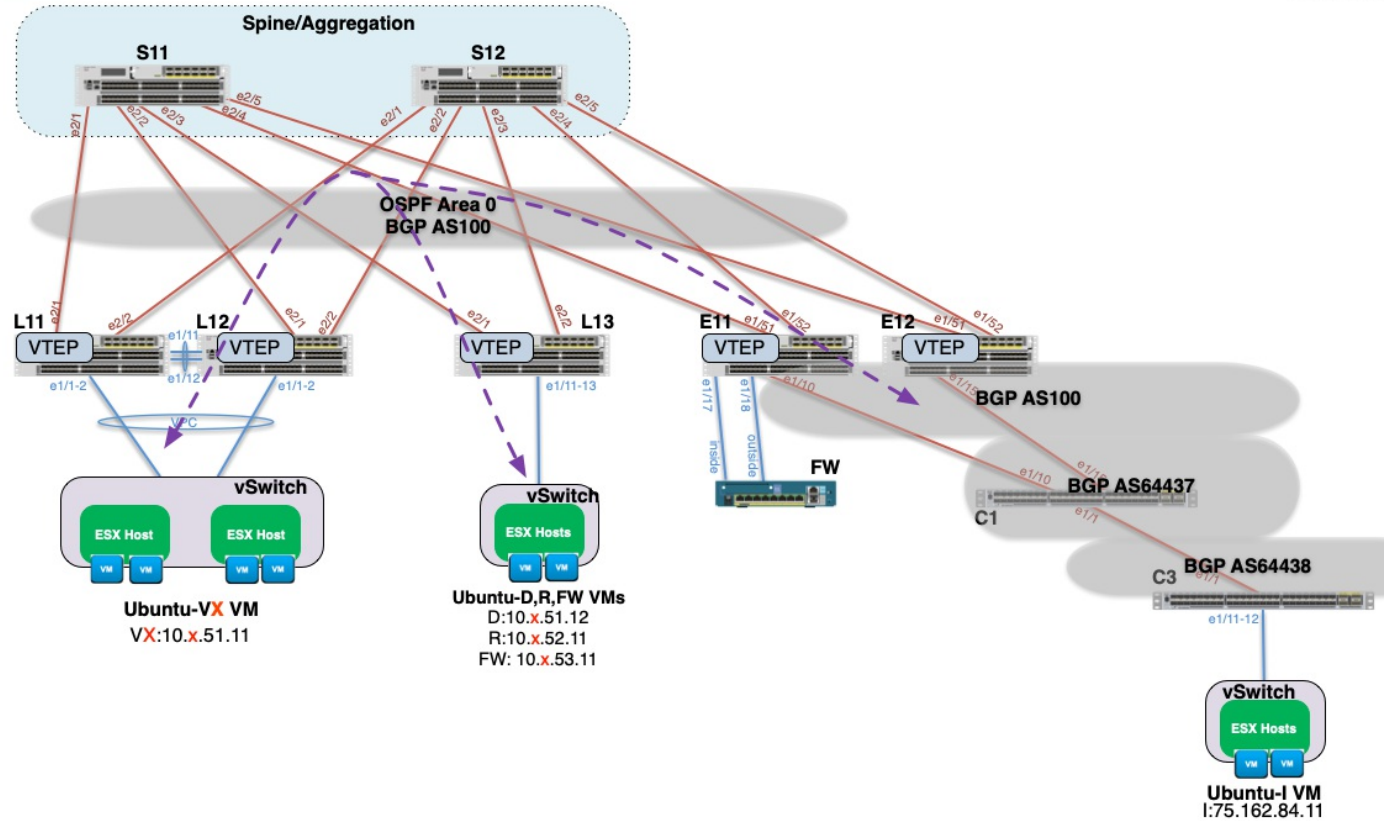 Spine/Aggregation
S11
S12
e2/1
e2/2
e2/3
e2/4
e2/5
e2/1
e2/2
e2/3
e2/4
e2/5
OSPF Area 0
BGP AS100
L11
e2/1
e2/2
VTEP
e1/1-2
e1/11
e1/12
L12
e2/1
e2/2
VTEP
e1/1-2
L13
e2/1
e2/2
VTEP
e1/11-13
E11
e1/51
e1/52
VTEP
e1/10
e1/17
e1/18
inside
outside
FW
E12
e1/51
e1/52
VTEP
e1/15
BGP AS100
VPC
vSwitch
ESX Host
ESX Host
VM
VM
VM
VM
Ubuntu-VX VM
VX:10.x.51.11
vSwitch
ESX Hosts
VM
VM
Ubuntu-D,R,FW VMs
D:10.x.51.12
R:10.x.52.11
FW: 10.x.53.11
e1/10
BGP AS64437
C1
e1/1
BGP AS64438
C3
e1/1
e1/11-12
vSwitch
ESX Hosts
VM
VM
Ubuntu-I VM
I:75.162.84.11